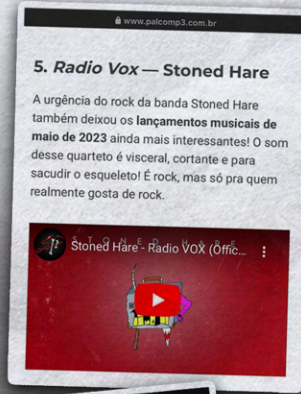 www.palcomp3.com.br
5. Radio Vox — Stoned Hare
A urgência do rock da banda Stoned Hare
também deixou os lançamentos musicais de
maio de 2023 ainda mais interessantes! O som
desse quarteto é visceral, cortante e para
sacudir o esqueleto! É rock, mas só pra quem
realmente gosta de rock.
STONED HARE
Stoned Hare - Radio VOX (Offic...